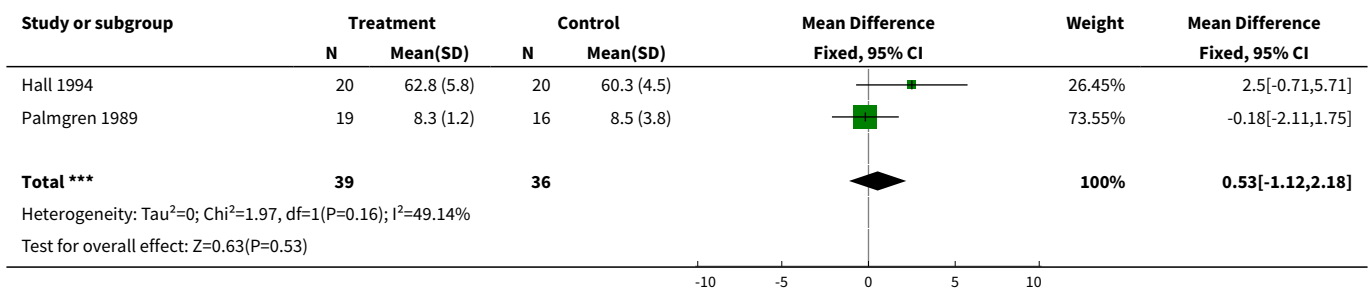 Study or subgroup Treatment Control Mean Difference Weight Mean Difference
N Mean(SD) N Mean(SD) Fixed, 95% CI Fixed, 95% CI
Hall 1994 20 62.8 (5.8) 20 60.3 (4.5) 26.45% 2.5[-0.71,5.71]
Palmgren 1989 19 8.3 (1.2) 16 8.5 (3.8) 73.55% -0.18[-2.11,1.75]
Total *** 39 36 100% 0.53[-1.12,2.18]
Heterogeneity: Tau²=0; Chi²=1.97, df=1(P=0.16); I²=49.14%
Test for overall effect: Z=0.63(P=0.53)
-10 -5 0 5 10